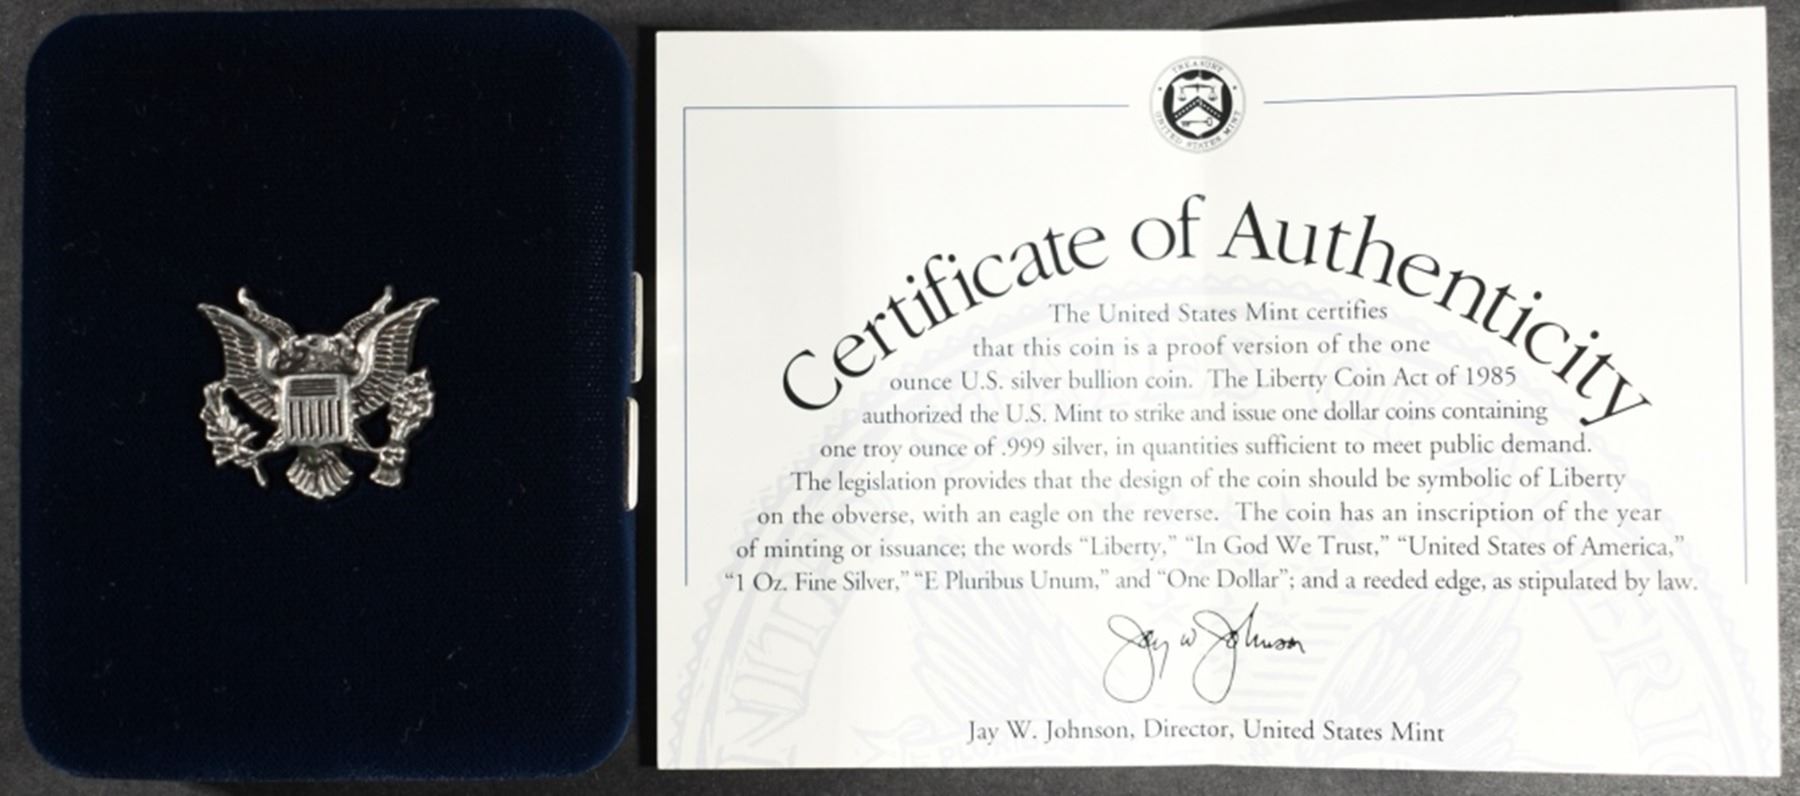 TREASURY
UNITED STATES MINT
Certificate of Authenticity
The United States Mint certifies
that this coin is a proof version of the one
ounce U.S. silver bullion coin. The Liberty Coin Act of 1985
authorized the U.S. Mint to strike and issue one dollar coins containing
one troy ounce of .999 silver, in quantities sufficient to meet public demand.
The legislation provides that the design of the coin should be symbolic of Liberty
on the obverse, with an eagle on the reverse. The coin has an inscription of the year
of minting or issuance; the words “Liberty,” “In God We Trust,” “United States of America,”
“1 Oz. Fine Silver,” “E Pluribus Unum,” and “One Dollar”; and a reeded edge, as stipulated by law.
Jay W Johnson
Jay W. Johnson, Director, United States Mint